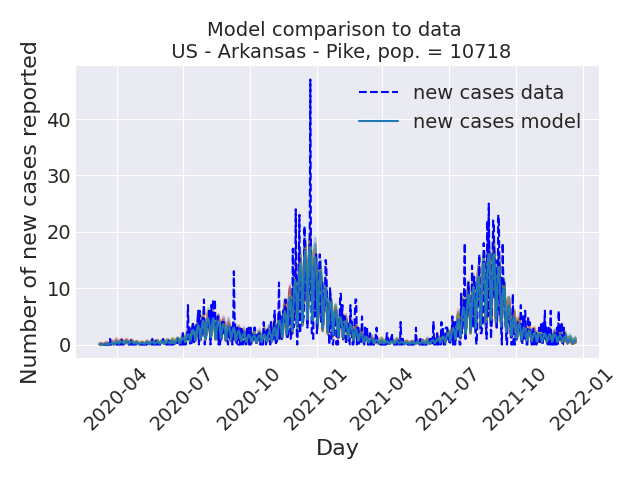 Model comparison to data
US - Arkansas - Pike, pop. = 10718
Number of new cases reported
40
30
20
10
0
new cases data
new cases model
2020-04
2020-07
2020-10
2021-01
2021-04
2021-07
2021-10
2022-01
Day